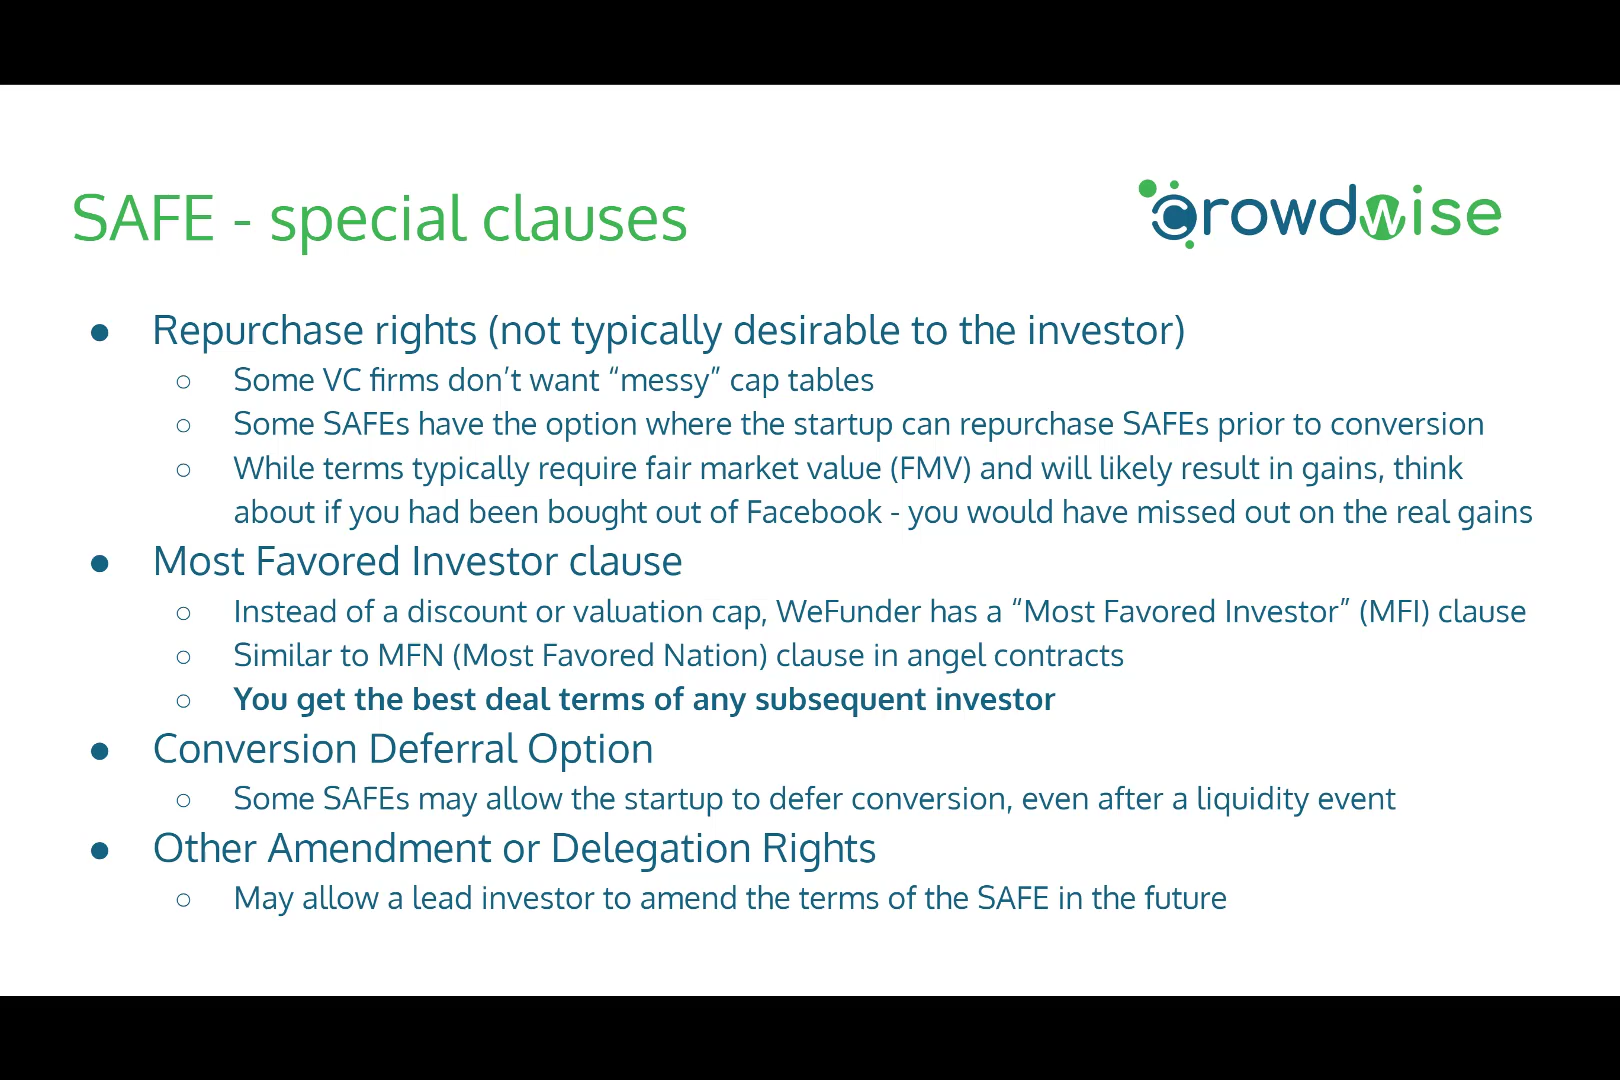 SAFE - special clauses
crowdwise
● Repurchase rights (not typically desirable to the investor)
○ Some VC firms don’t want “messy” cap tables
○ Some SAFEs have the option where the startup can repurchase SAFEs prior to conversion
○ While terms typically require fair market value (FMV) and will likely result in gains, think
about if you had been bought out of Facebook - you would have missed out on the real gains
● Most Favored Investor clause
○ Instead of a discount or valuation cap, WeFunder has a “Most Favored Investor” (MFI) clause
○ Similar to MFN (Most Favored Nation) clause in angel contracts
○ You get the best deal terms of any subsequent investor
● Conversion Deferral Option
○ Some SAFEs may allow the startup to defer conversion, even after a liquidity event
● Other Amendment or Delegation Rights
○ May allow a lead investor to amend the terms of the SAFE in the future